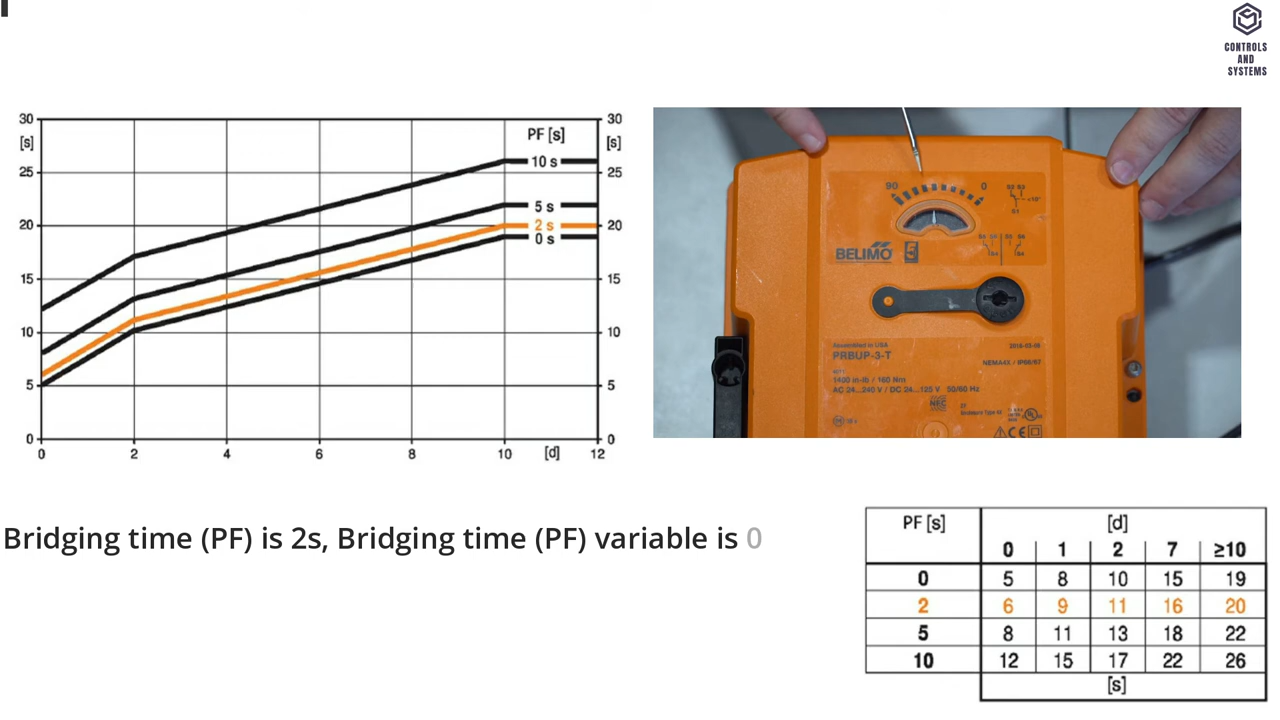 CONTROLS
AND
SYSTEMS
30
[s]
25
20
15
10
5
0
0
2
4
6
8
10
[d]
12
30
[s]
25
20
15
10
5
0
PF [s]
10 s
5 s
2 s
0 s
90
0
BELIMO
Assembled in USA
PRBUP-3-T
NEMA4X / IP66/67
1400 in-lb / 160 Nm
AC 24...240 V / DC 24...125 V 50/60 Hz
NEC
Bridging time (PF) is 2s, Bridging time (PF) variable is 0
PF [s] [d]
0 1 2 7 ≥10
0 5 8 10 15 19
2 6 9 11 16 20
5 8 11 13 18 22
10 12 15 17 22 26
[s]